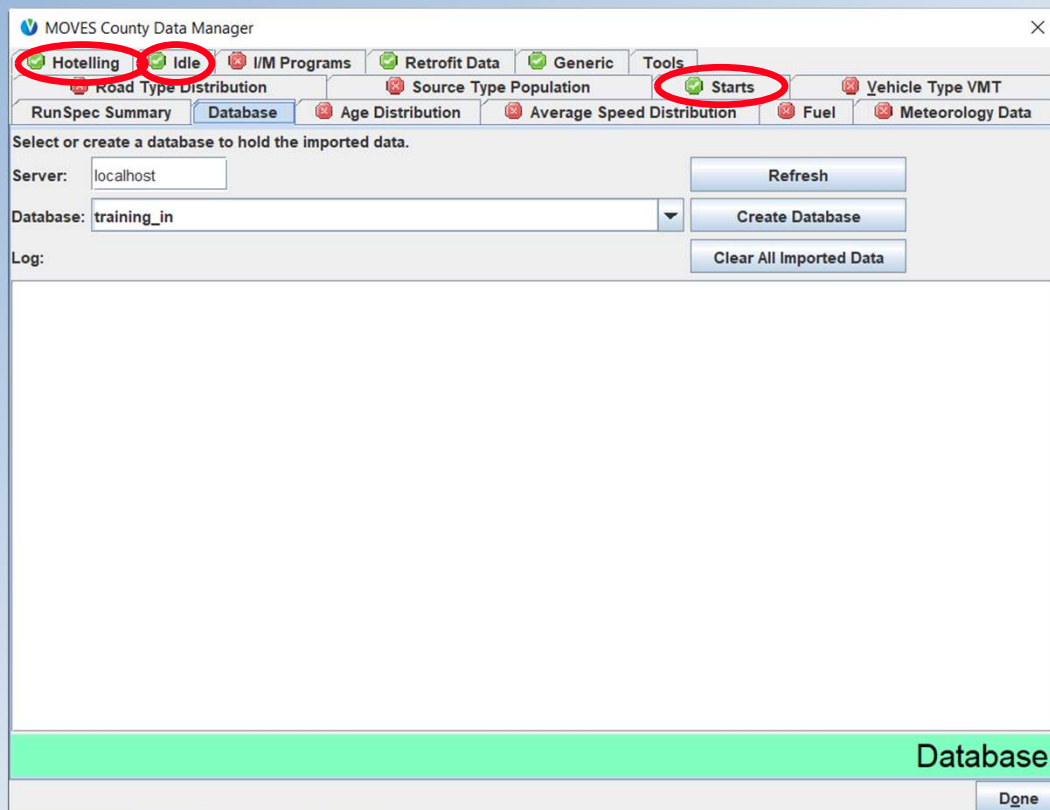 MOVES County Data Manager
Hotelling Idle I/M Programs Retrofit Data Generic Tools
Road Type Distribution Source Type Population Starts Vehicle Type VMT
RunSpec Summary Database Age Distribution Average Speed Distribution Fuel Meteorology Data
Select or create a database to hold the imported data.
Server: localhost Refresh
Database: training_in Create Database
Log: Clear All Imported Data
Database
Done